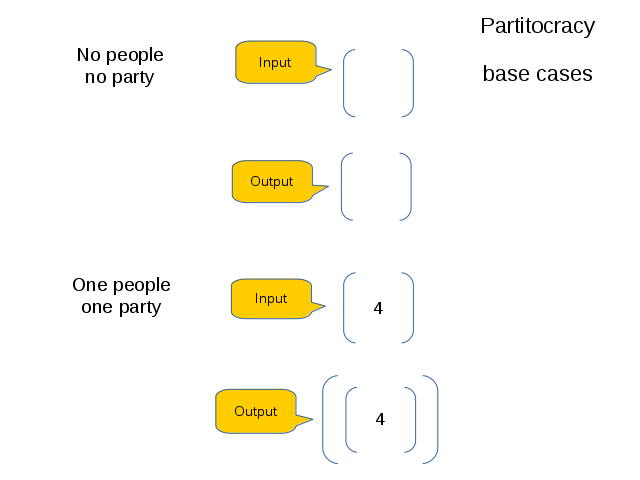 Partitocracy
base cases
No people
no party
Input
Output
One people
one party
Input
4
Output
4